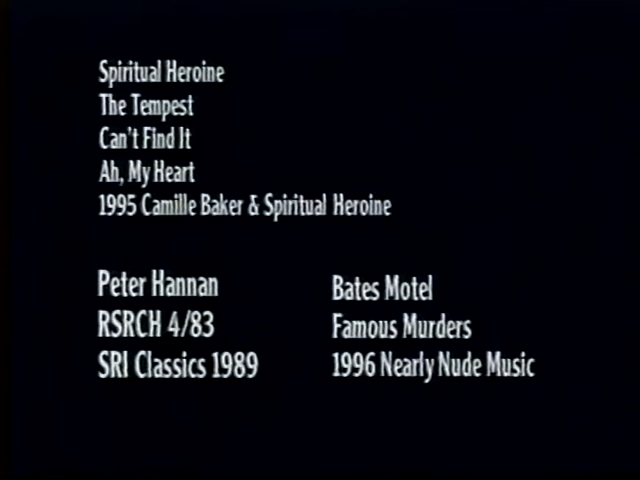 Spiritual Heroine
The Tempest
Can't Find It
Ah, My Heart
1995 Camille Baker & Spiritual Heroine
Peter Hannan
RSRCH 4/83
SRI Classics 1989
Bates Motel
Famous Murders
1996 Nearly Nude Music